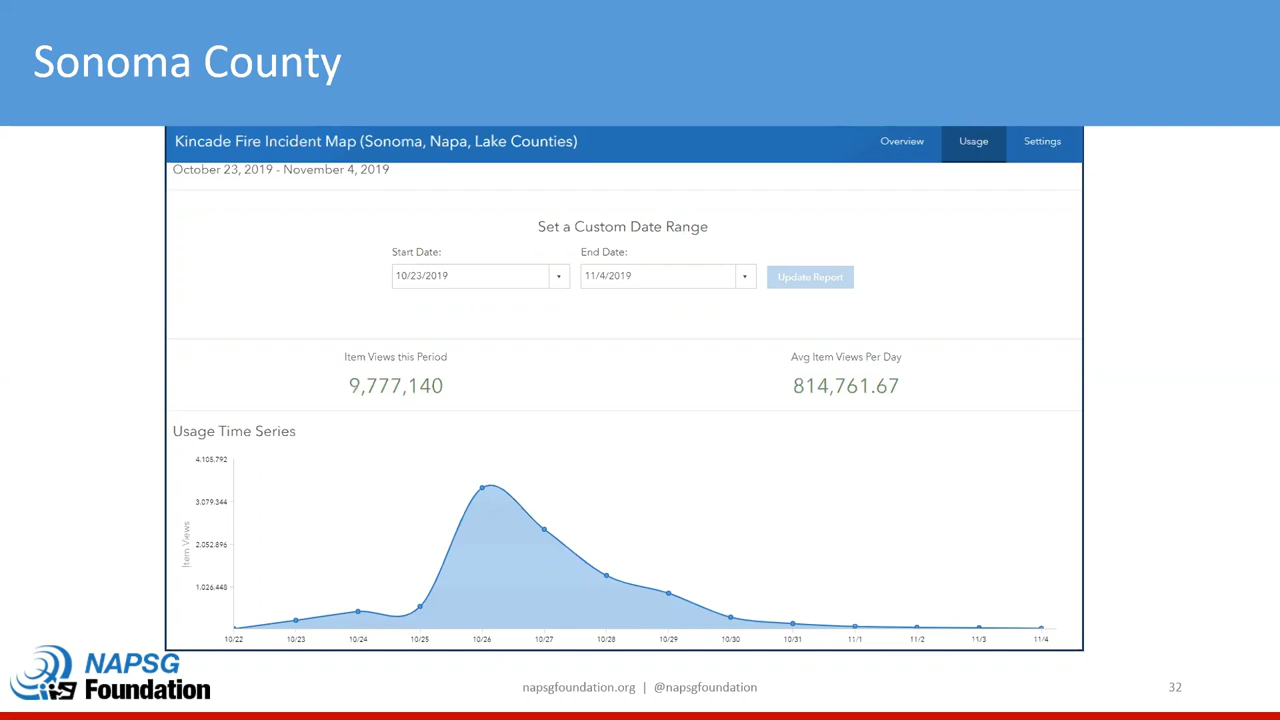 Sonoma County
Kincade Fire Incident Map (Sonoma, Napa, Lake Counties)
Overview
Usage
Settings
October 23, 2019 - November 4, 2019
Set a Custom Date Range
Start Date:
End Date:
10/23/2019
11/4/2019
Update Report
Item Views this Period
Avg Item Views Per Day
9,777,140
814,761.67
Usage Time Series
4,105,792
3,079,344
2,052,896
1,026,448
Item Views
10/22 10/23 10/24 10/25 10/26 10/27 10/28 10/29 10/30 10/31 11/1 11/2 11/3 11/4
NAPSG
Foundation
napsgfoundation.org | @napsgfoundation
32